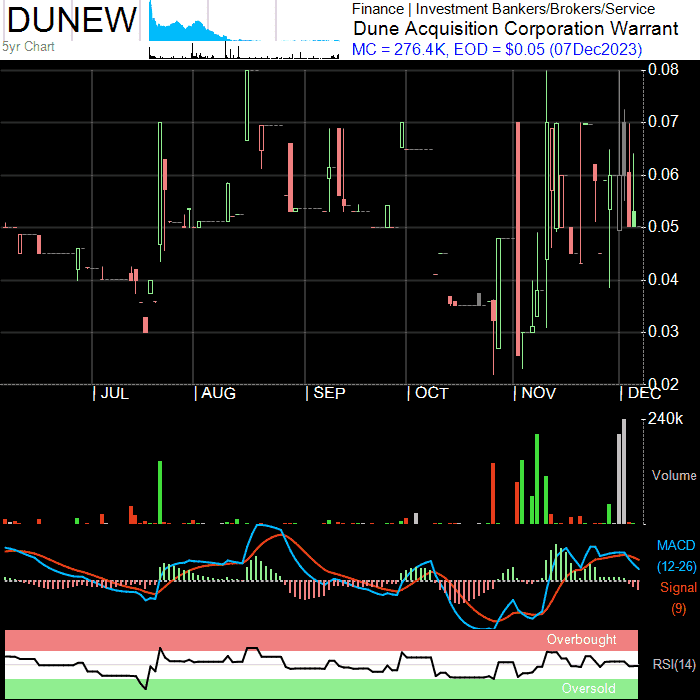 DUNEW
5yr Chart
Finance | Investment Bankers/Brokers/Service
Dune Acquisition Corporation Warrant
MC = 276.4K, EOD = $0.05 (07Dec2023)
0.08
0.07
0.06
0.05
0.04
0.03
0.02
| JUL | AUG | SEP | OCT | NOV | DEC
240k
Volume
MACD
(12-26)
Signal
(9)
Overbought
RSI(14)
Oversold